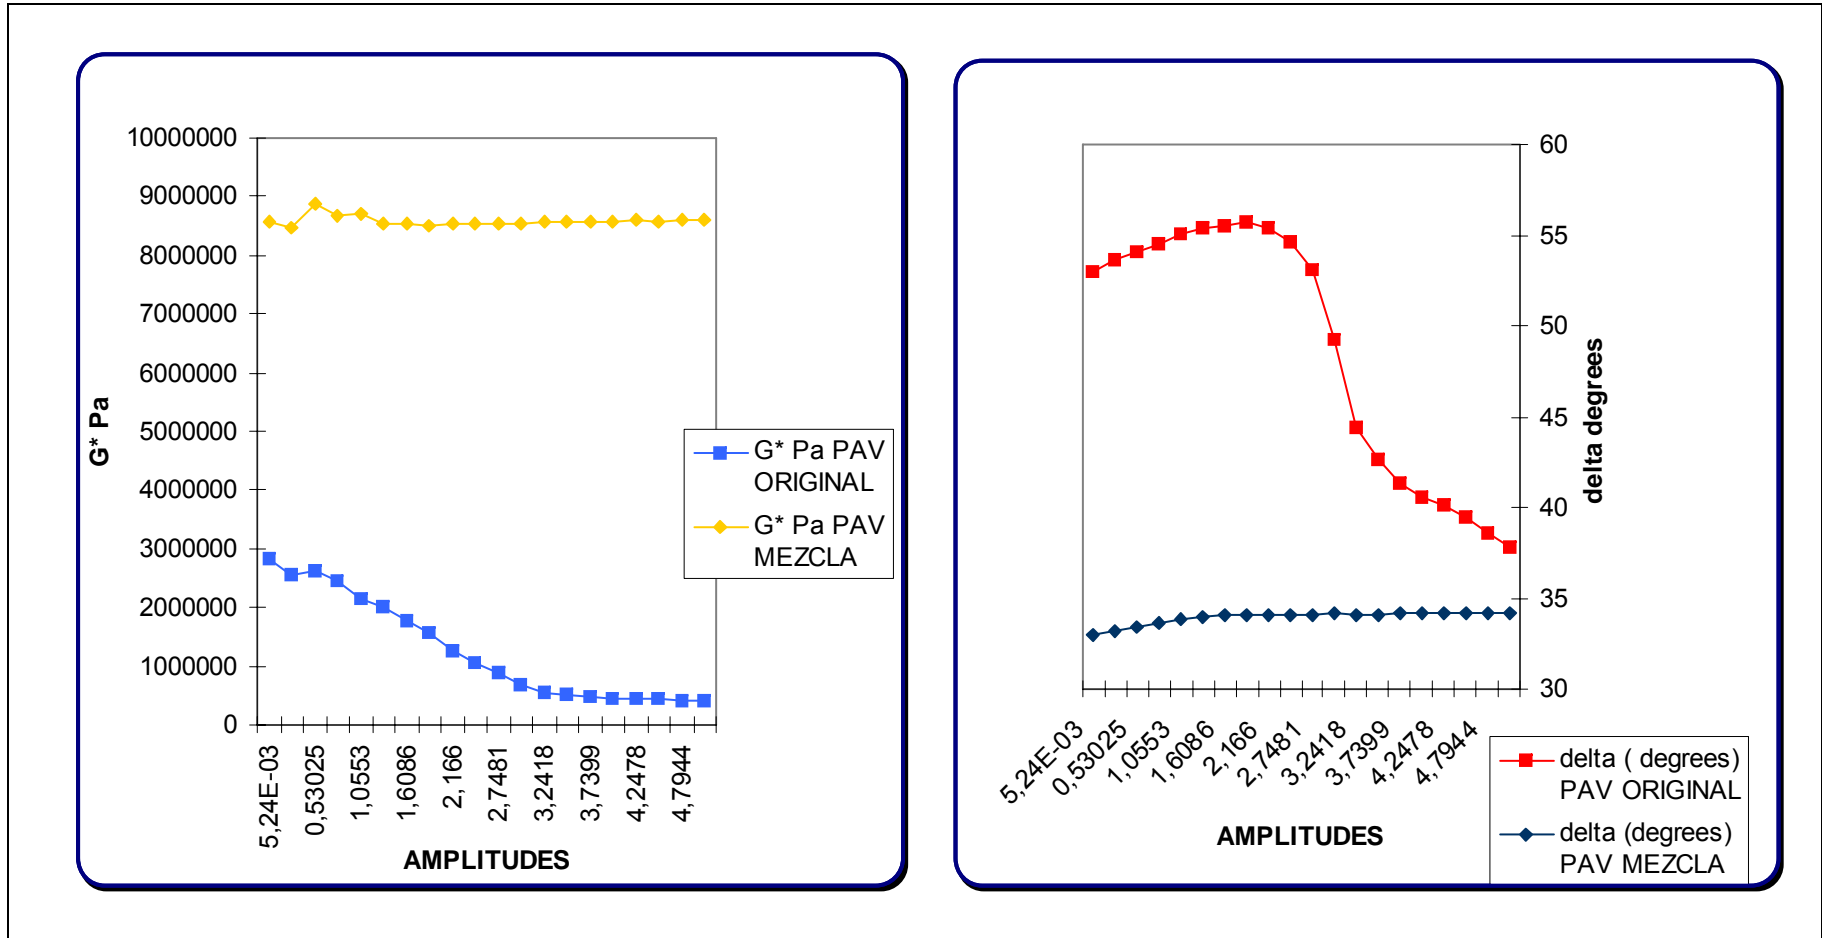 10000000
9000000
8000000
7000000
6000000
5000000
4000000
3000000
2000000
1000000
0
G* Pa
5,24E-03
0,53025
1,0553
1,6086
2,166
2,7481
3,2418
3,7399
4,2478
4,7944
AMPLITUDES
G* Pa PAV
ORIGINAL
G* Pa PAV
MEZCLA
60
55
50
45
40
35
30
delta degrees
5,24E-03
0,53025
1,0553
1,6086
2,166
2,7481
3,2418
3,7399
4,2478
4,7944
AMPLITUDES
delta ( degrees)
PAV ORIGINAL
delta (degrees)
PAV MEZCLA